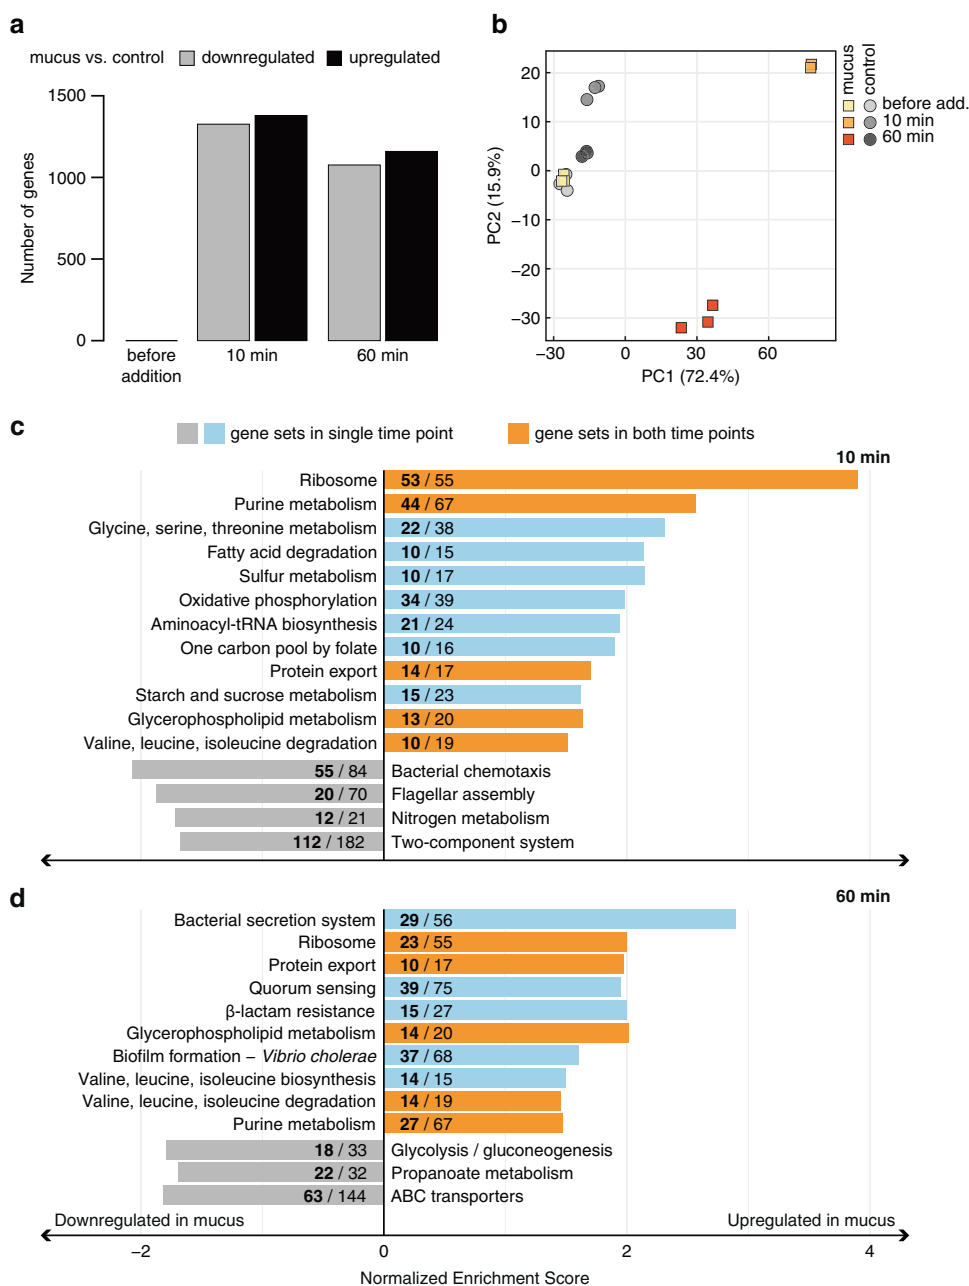 a
mucus vs. control downregulated upregulated
Number of genes
1500
1000
500
0
before addition
10 min
60 min
b
PC2 (15.9%)
20
10
0
−10
−20
−30
−30 0 30 60
PC1 (72.4%)
mucus control
before add.
10 min
60 min
c
gene sets in single time point gene sets in both time points
10 min
Ribosome 53 / 55
Purine metabolism 44 / 67
Glycine, serine, threonine metabolism 22 / 38
Fatty acid degradation 10 / 15
Sulfur metabolism 10 / 17
Oxidative phosphorylation 34 / 39
Aminoacyl-tRNA biosynthesis 21 / 24
One carbon pool by folate 10 / 16
Protein export 14 / 17
Starch and sucrose metabolism 15 / 23
Glycerophospholipid metabolism 13 / 20
Valine, leucine, isoleucine degradation 10 / 19
55 / 84 Bacterial chemotaxis
20 / 70 Flagellar assembly
12 / 21 Nitrogen metabolism
112 / 182 Two-component system
d
60 min
Bacterial secretion system 29 / 56
Ribosome 23 / 55
Protein export 10 / 17
Quorum sensing 39 / 75
β-lactam resistance 15 / 27
Glycerophospholipid metabolism 14 / 20
Biofilm formation – Vibrio cholerae 37 / 68
Valine, leucine, isoleucine biosynthesis 14 / 15
Valine, leucine, isoleucine degradation 14 / 19
Purine metabolism 27 / 67
18 / 33 Glycolysis / gluconeogenesis
22 / 32 Propanoate metabolism
63 / 144 ABC transporters
Downregulated in mucus Upregulated in mucus
−2 0 2 4
Normalized Enrichment Score